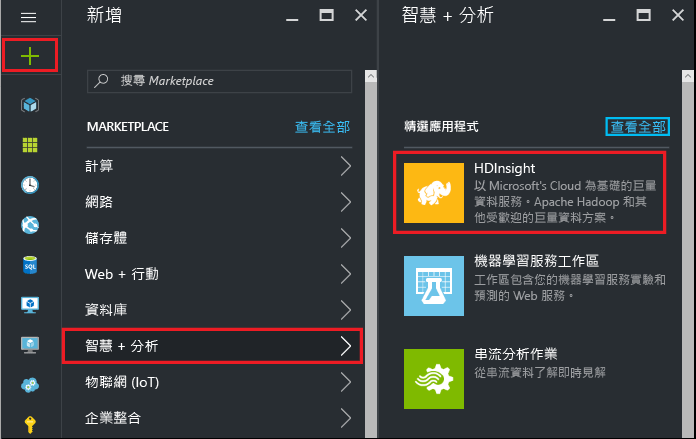 新增
搜尋 Marketplace
MARKETPLACE
查看全部
計算
網路
儲存體
Web + 行動
資料庫
智慧 + 分析
物聯網 (IoT)
企業整合
SQL
智慧 + 分析
精選應用程式
查看全部
HDInsight
以 Microsoft's Cloud 為基礎的巨量
資料服務。Apache Hadoop 和其
他受歡迎的巨量資料方案。
機器學習服務工作區
工作區包含您的機器學習服務實驗和
預測的 Web 服務。
串流分析作業
從串流資料了解即時見解